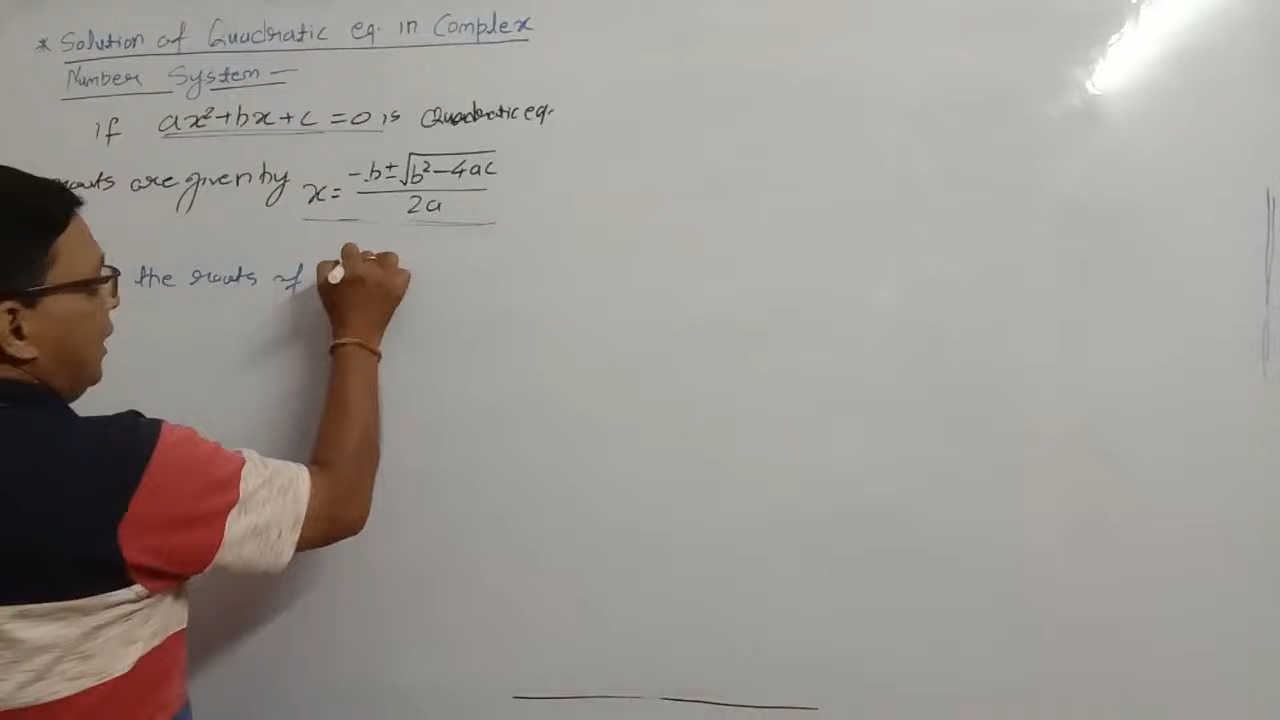 * Solution of Quadratic eq. in Complex
Number System -
If ax²+bx+c=0 is Quadratic eq.
roots are given by x = -b±√b²-4ac / 2a
the roots of